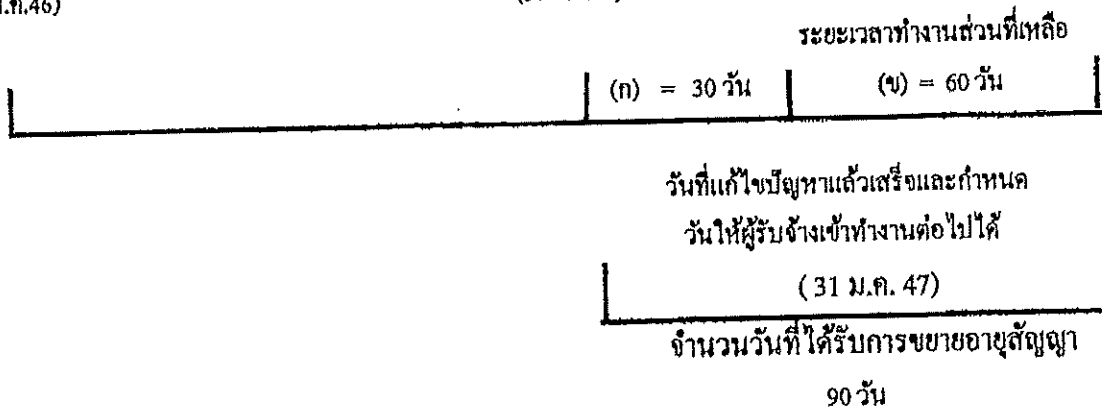 .ค.46)
ระยะเวลาทำงานส่วนที่เหลือ
(ก) = 30 วัน (ข) = 60 วัน
วันที่แก้ไขปัญหาแล้วเสร็จและกำหนด
วันให้ผู้รับจ้างเข้าทำงานต่อไปได้
( 31 ม.ค. 47)
จำนวนวันที่ได้รับการขยายอายุสัญญา
90 วัน